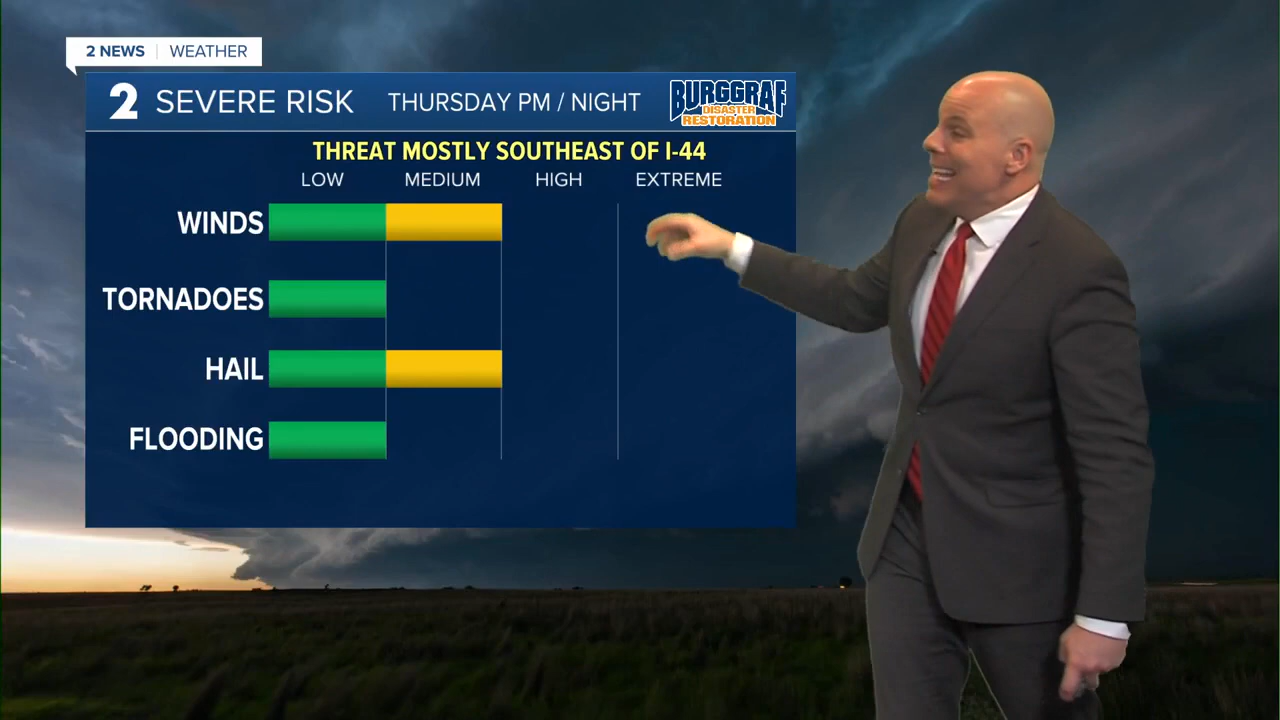 2 NEWS | WEATHER
2 SEVERE RISK THURSDAY PM / NIGHT BURGGRAF DISASTER RESTORATION
THREAT MOSTLY SOUTHEAST OF I-44
LOW MEDIUM HIGH EXTREME
WINDS
TORNADOES
HAIL
FLOODING